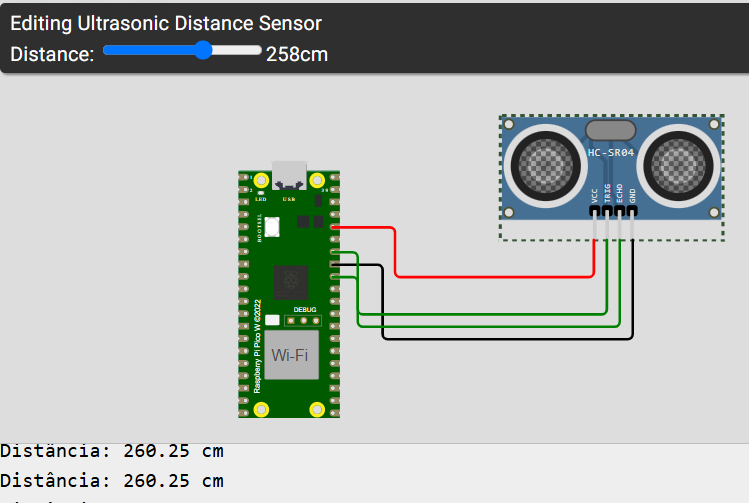 Editing Ultrasonic Distance Sensor
Distance: 258cm
HC-SR04
VCC
TRIG
ECHO
GND
LED
USB
BOOTSEL
DEBUG
Raspberry Pi Pico W ©2022
Wi-Fi
Distância: 260.25 cm
Distância: 260.25 cm